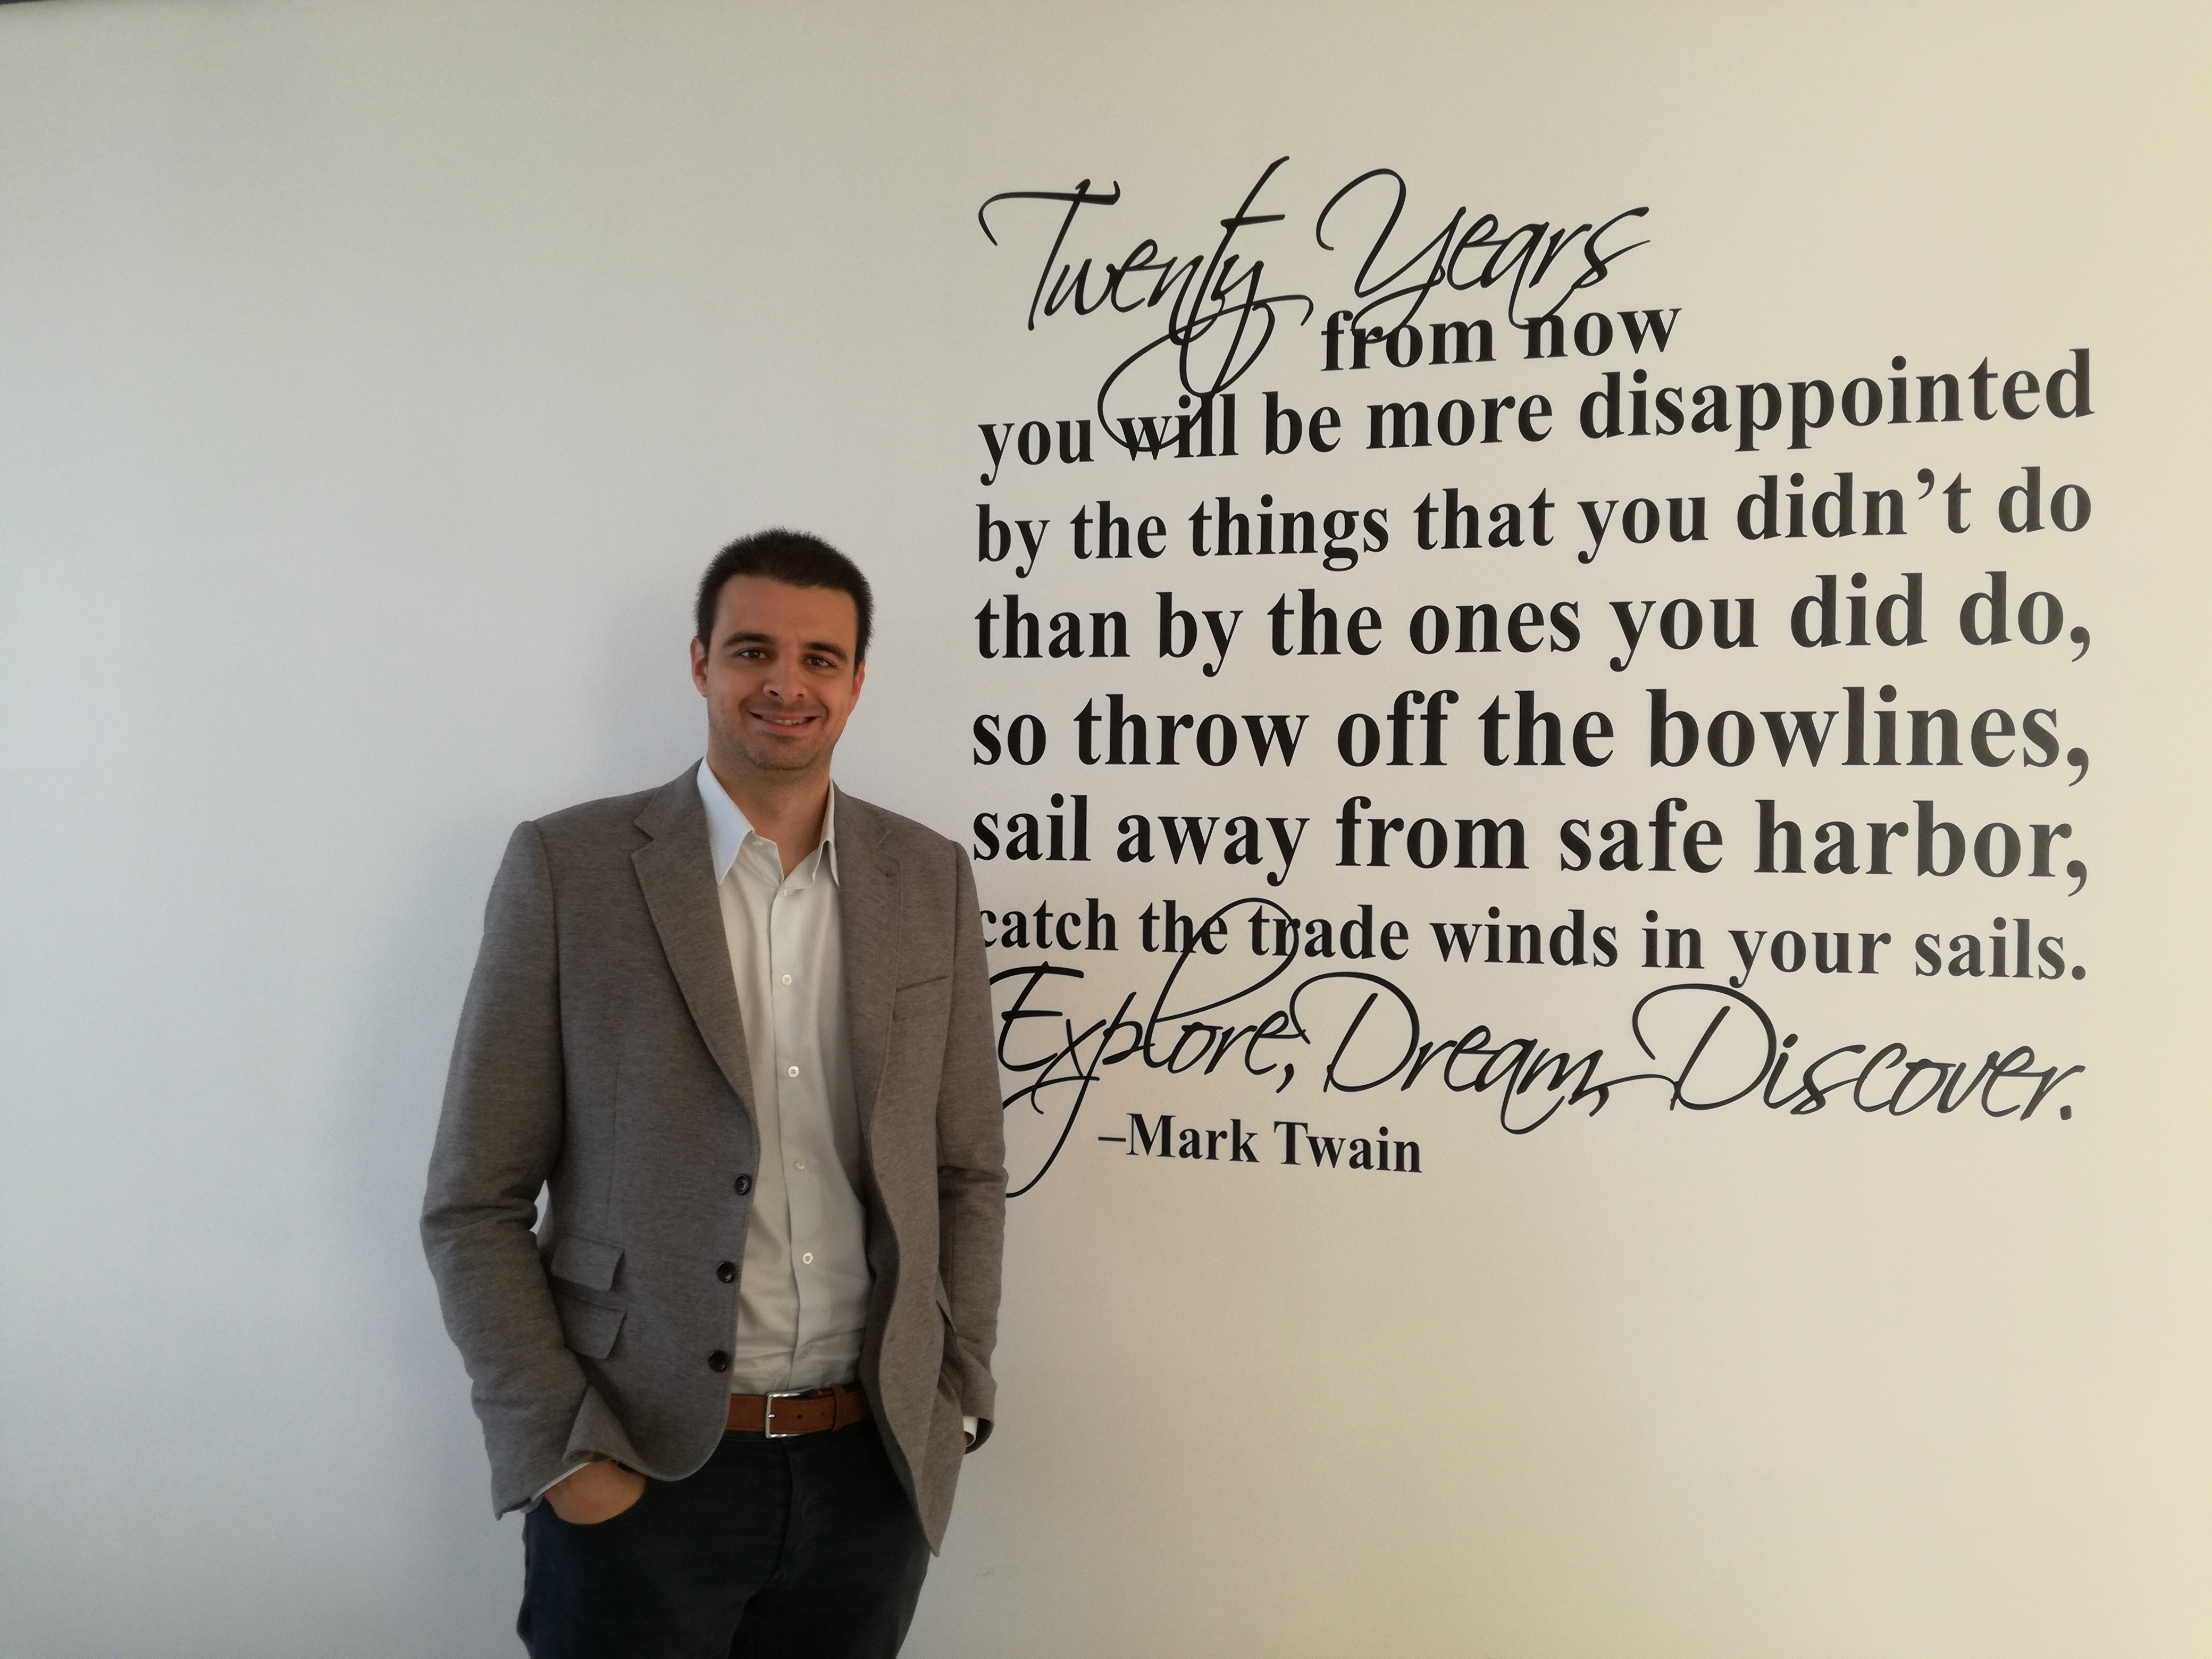 Twenty Years
from now
you will be more disappointed
by the things that you didn’t do
than by the ones you did do,
so throw off the bowlines,
sail away from safe harbor,
catch the trade winds in your sails.
Explore, Dream, Discover.
–Mark Twain